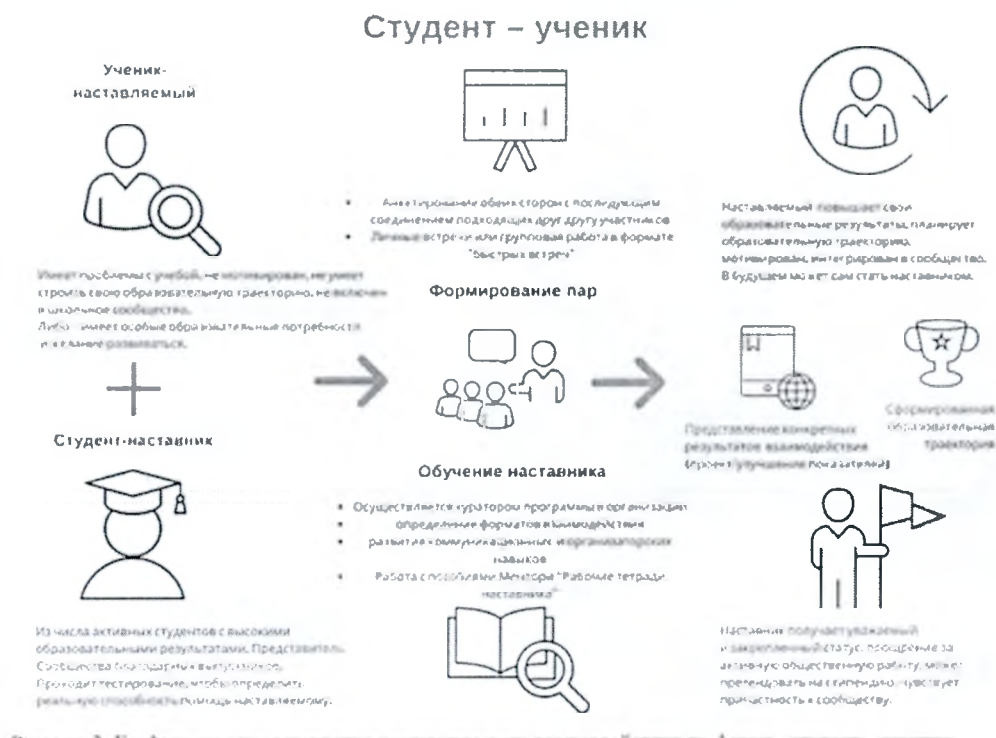 Студент – ученик
Ученик-
наставляемый
Имеет проблемы с учебой, не мотивирован, не умеет
строить свою образовательную траекторию, не включен
в школьное сообщество.
Либо - имеет особые образовательные потребности
и желание развиваться.
Студент-наставник
Из числа активных студентов с высокими
образовательными результатами. Представитель
Сообщества благодарных выпускников.
Проходит тестирование, чтобы определить
реальную способность помощь наставляемому.
Анкетирование обеих сторон с последующим
соединением подходящих друг другу участников
Личные встречи или групповая работа в формате
"быстрых встреч"
Формирование пар
Обучение наставника
Осуществляется куратором программы в организации
определение форматов взаимодействия
развитие коммуникационных и организаторских
навыков
Работа с пособиями Ментори "Рабочие тетради
наставника"
Наставляемый повышает свои
образовательные результаты, планирует
образовательную траекторию,
мотивирован, интегрирован в сообщество.
В будущем может сам стать наставником.
Представление конкретных
результатов взаимодействия
(проект/улучшение показателей)
Сформированная
образовательная
траектория
Наставник получает уважаемый
и закрепленный статус, поощрение за
активную общественную работу, может
претендовать на стипендию, чувствует
причастность к сообществу.